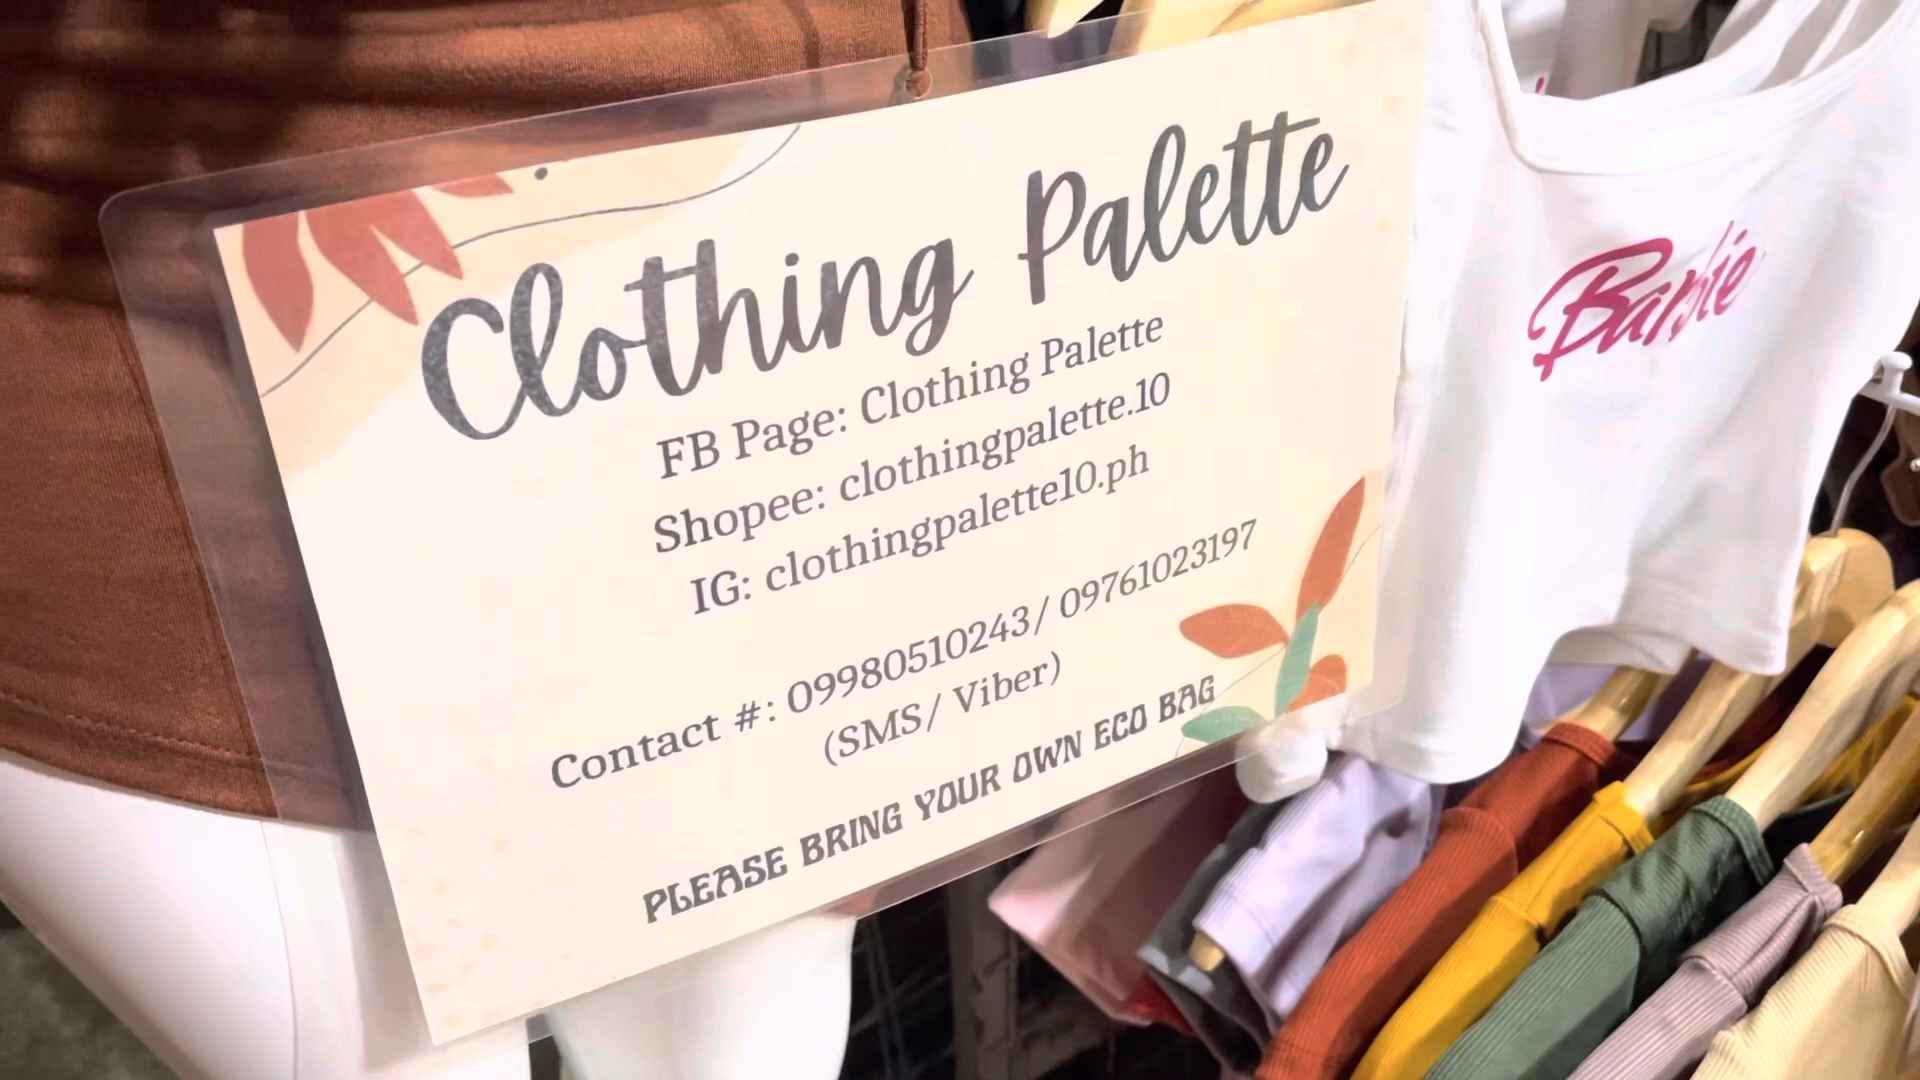 Clothing Palette
FB Page: Clothing Palette
Shopee: clothingpalette.10
IG: clothingpalette10.ph
Contact #: 09980510243/ 09761023197
(SMS/ Viber)
PLEASE BRING YOUR OWN ECO BAG
Barbie